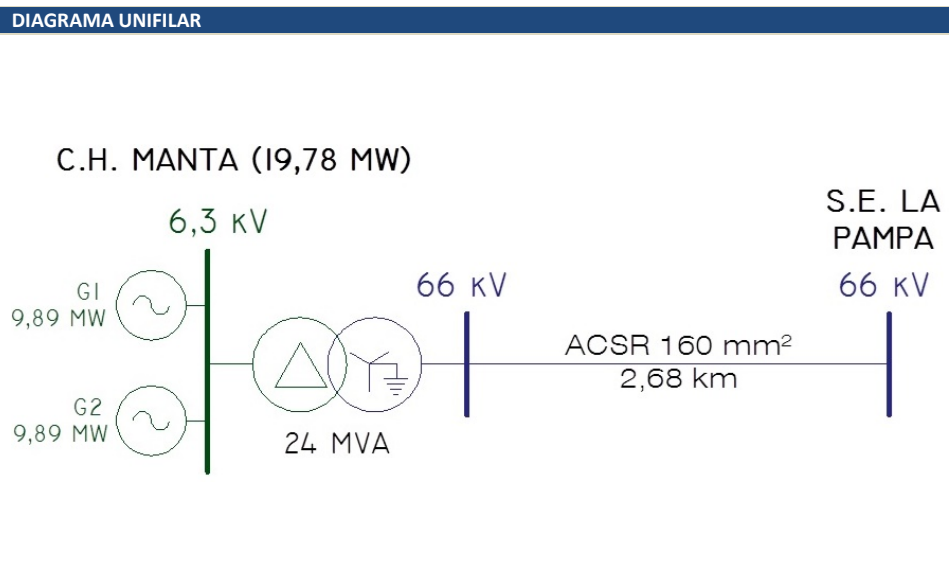 DIAGRAMA UNIFILAR
C.H. MANTA (19,78 MW)
6,3 kV
G1
9,89 MW
G2
9,89 MW
24 MVA
66 kV
ACSR 160 mm²
2,68 km
S.E. LA
PAMPA
66 kV